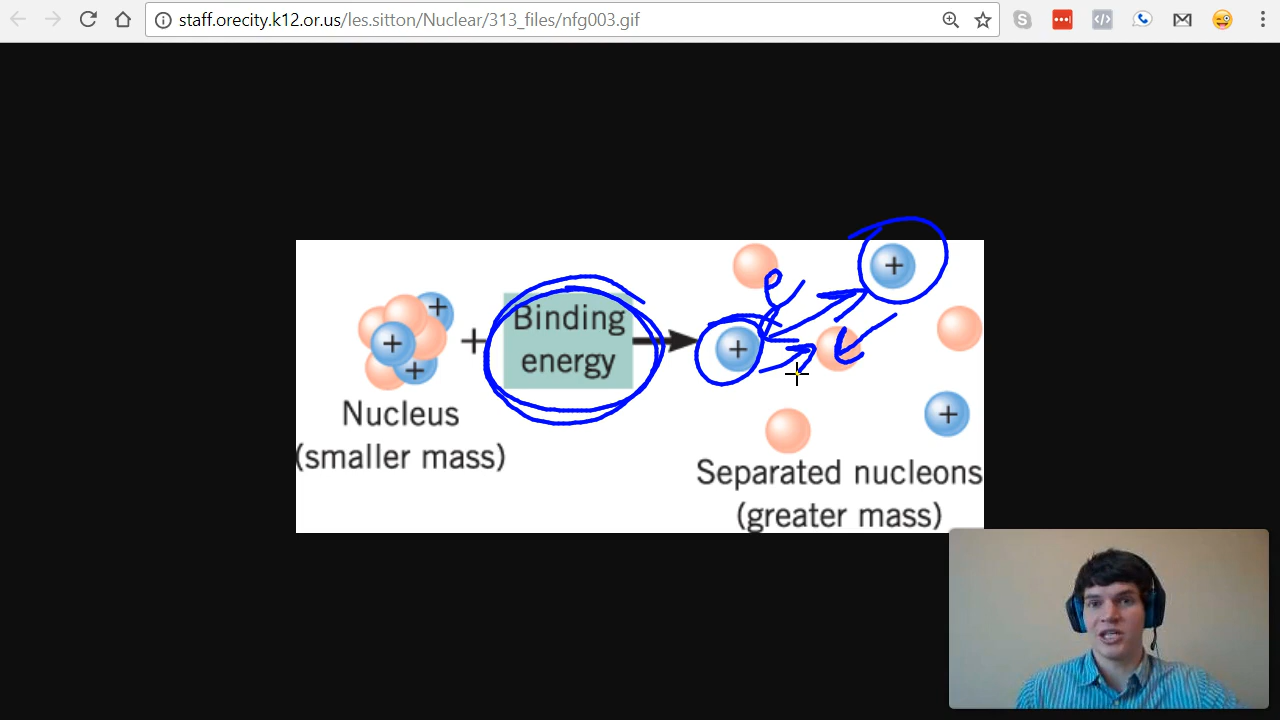 staff.orecity.k12.or.us/les.sitton/Nuclear/313_files/nfg003.gif
+ Binding
energy
Nucleus
(smaller mass)
+
+
+
+
+
+
Separated nucleons
(greater mass)